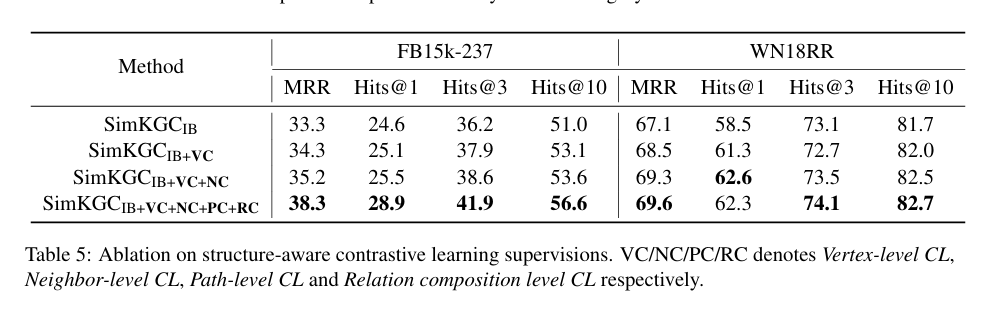 Method FB15k-237 WN18RR
MRR Hits@1 Hits@3 Hits@10 MRR Hits@1 Hits@3 Hits@10
SimKGC_IB 33.3 24.6 36.2 51.0 67.1 58.5 73.1 81.7
SimKGC_IB+VC 34.3 25.1 37.9 53.1 68.5 61.3 72.7 82.0
SimKGC_IB+VC+NC 35.2 25.5 38.6 53.6 69.3 62.6 73.5 82.5
SimKGC_IB+VC+NC+PC+RC 38.3 28.9 41.9 56.6 69.6 62.3 74.1 82.7
Table 5: Ablation on structure-aware contrastive learning supervisions. VC/NC/PC/RC denotes Vertex-level CL,
Neighbor-level CL, Path-level CL and Relation composition level CL respectively.